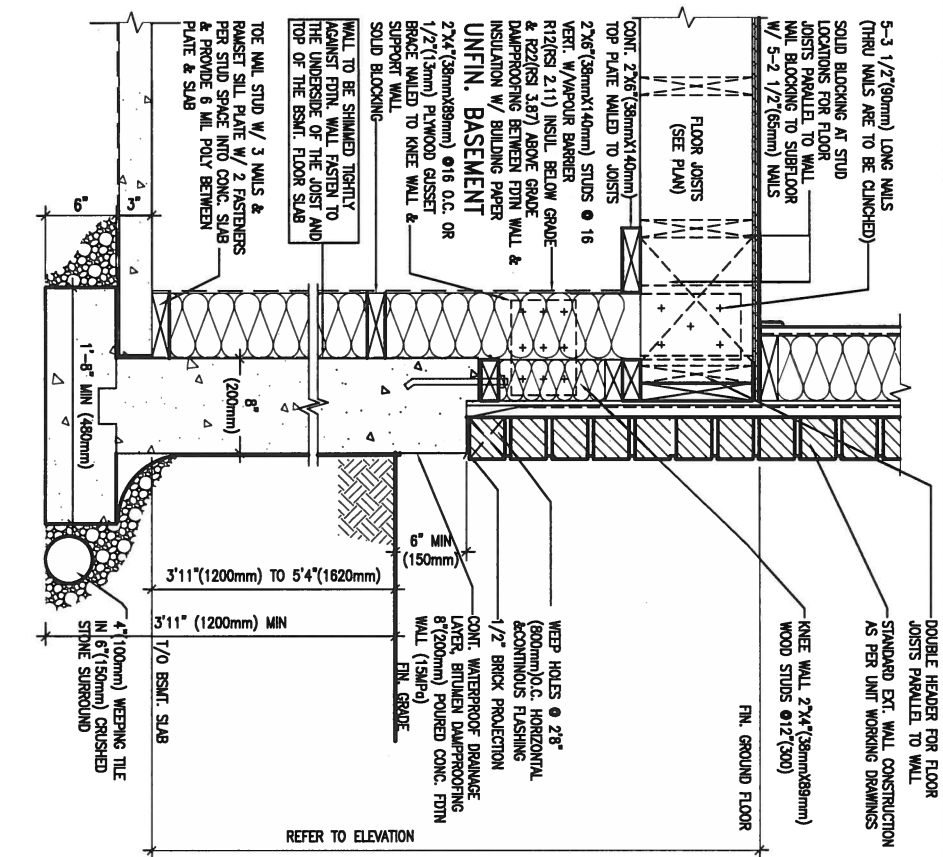 5-3 1/2"(90mm) LONG NAILS
(THRU NAILS ARE TO BE CLINCHED)
SOLID BLOCKING AT STUD
LOCATIONS FOR FLOOR
JOISTS PARALLEL TO WALL
NAIL BLOCKING TO SUBFLOOR
W/ 5-2 1/2"(65mm) NAILS
FLOOR JOISTS
(SEE PLAN)
CONT. 2"X6"(38mmX140mm)
TOP PLATE NAILED TO JOISTS
2"X6"(38mmX140mm) STUDS @ 16
VERT. W/VAPOUR BARRIER
R12(RSI 2.11) INSUL BELOW GRADE
& R22(RSI 3.87) ABOVE GRADE
DAMPROOFING BETWEEN FDTN WALL &
INSULATION W/ BUILDING PAPER
UNFIN. BASEMENT
2"X4"(38mmX89mm) @16 O.C. OR
1/2"(13mm) PLYWOOD GUSSET
BRACE NAILED TO KNEE WALL &
SUPPORT WALL
SOLID BLOCKING
WALL TO BE SHIMMED TIGHTLY
AGAINST FDTN. WALL FASTEN TO
THE UNDERSIDE OF THE JOIST AND
TOP OF THE BSMT. FLOOR SLAB
TOE NAIL STUD W/ 3 NAILS &
RAMSET SILL PLATE W/ 2 FASTENERS
PER STUD SPACE INTO CONC. SLAB
& PROVIDE 6 MIL POLY BETWEEN
PLATE & SLAB
6"
3"
1'-8" MIN (480mm)
8"
(200mm)
6" MIN
(150mm)
3'11"(1200mm) TO 5'4"(1620mm)
3'11" (1200mm) MIN
DOUBLE HEADER FOR FLOOR
JOISTS PARALLEL TO WALL
STANDARD EXT. WALL CONSTRUCTION
AS PER UNIT WORKING DRAWINGS
FIN. GROUND FLOOR
KNEE WALL 2"X4"(38mmX89mm)
WOOD STUDS @12"(300)
WEEP HOLES @ 2'8"
(800mm)O.C. HORIZONTAL
&CONTINOUS FLASHING
1/2" BRICK PROJECTION
CONT. WATERPROOF DRAINAGE
LAYER, BITUMEN DAMPPROOFING
8"(200mm) POURED CONC. FDTN
WALL (15MPa)
FIN. GRADE
T/O BSMT. SLAB
4"(100mm) WEEPING TILE
IN 6"(150mm) CRUSHED
STONE SURROUND
REFER TO ELEVATION